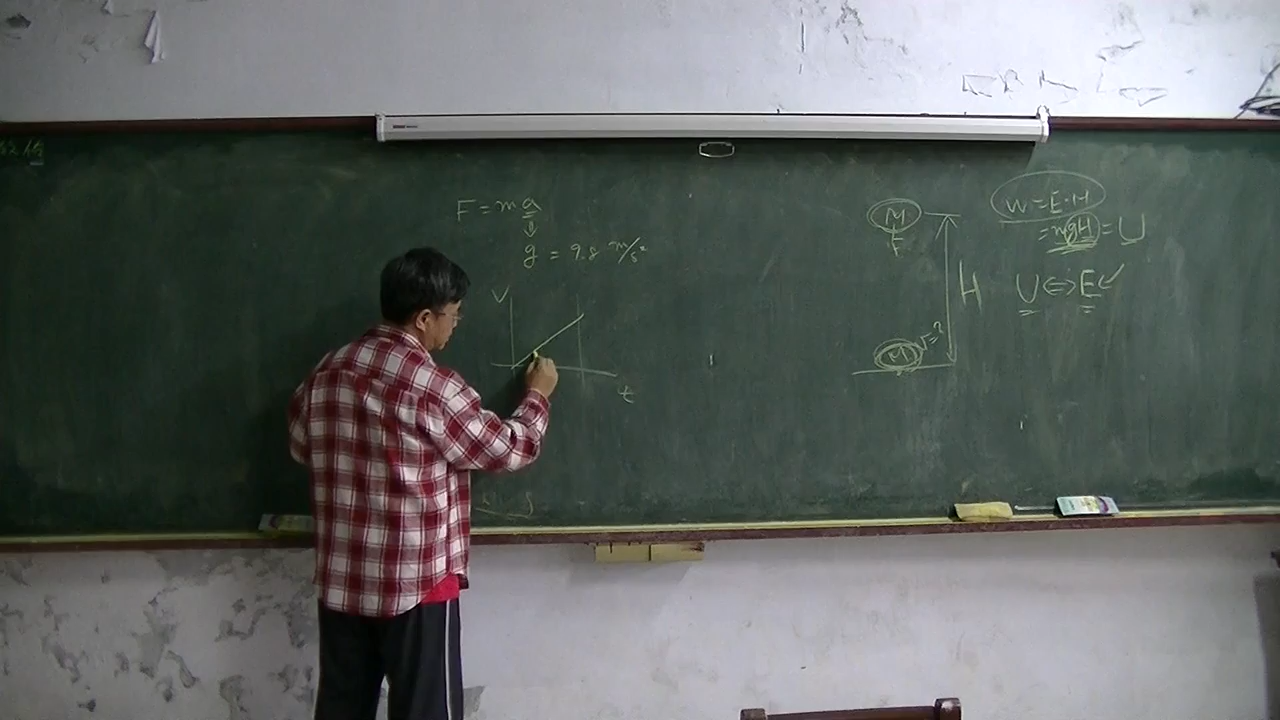 F = ma
⇓
g = 9.8 m/s²
V
t
M
F
H
M
V=?
W = F·H
= mgH = U
U ⇔ E ✓